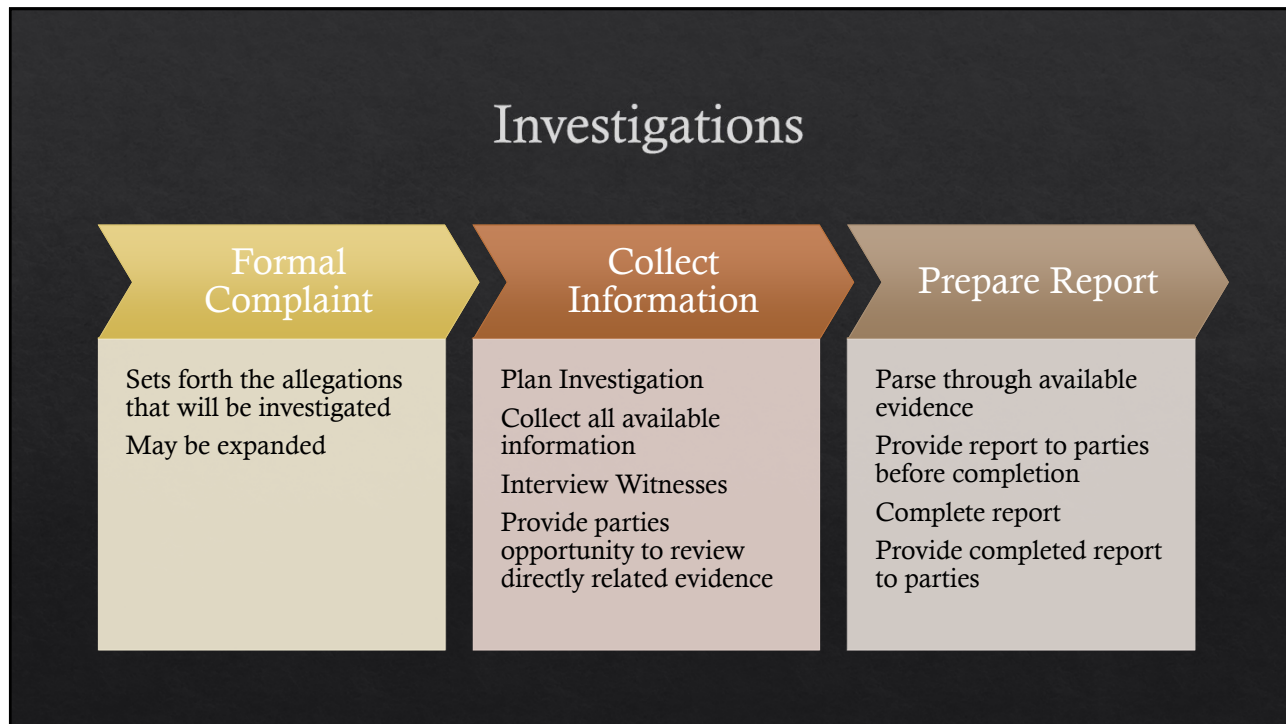 Investigations
Formal
Complaint
Sets forth the allegations
that will be investigated
May be expanded
Collect
Information
Plan Investigation
Collect all available
information
Interview Witnesses
Provide parties
opportunity to review
directly related evidence
Prepare Report
Parse through available
evidence
Provide report to parties
before completion
Complete report
Provide completed report
to parties